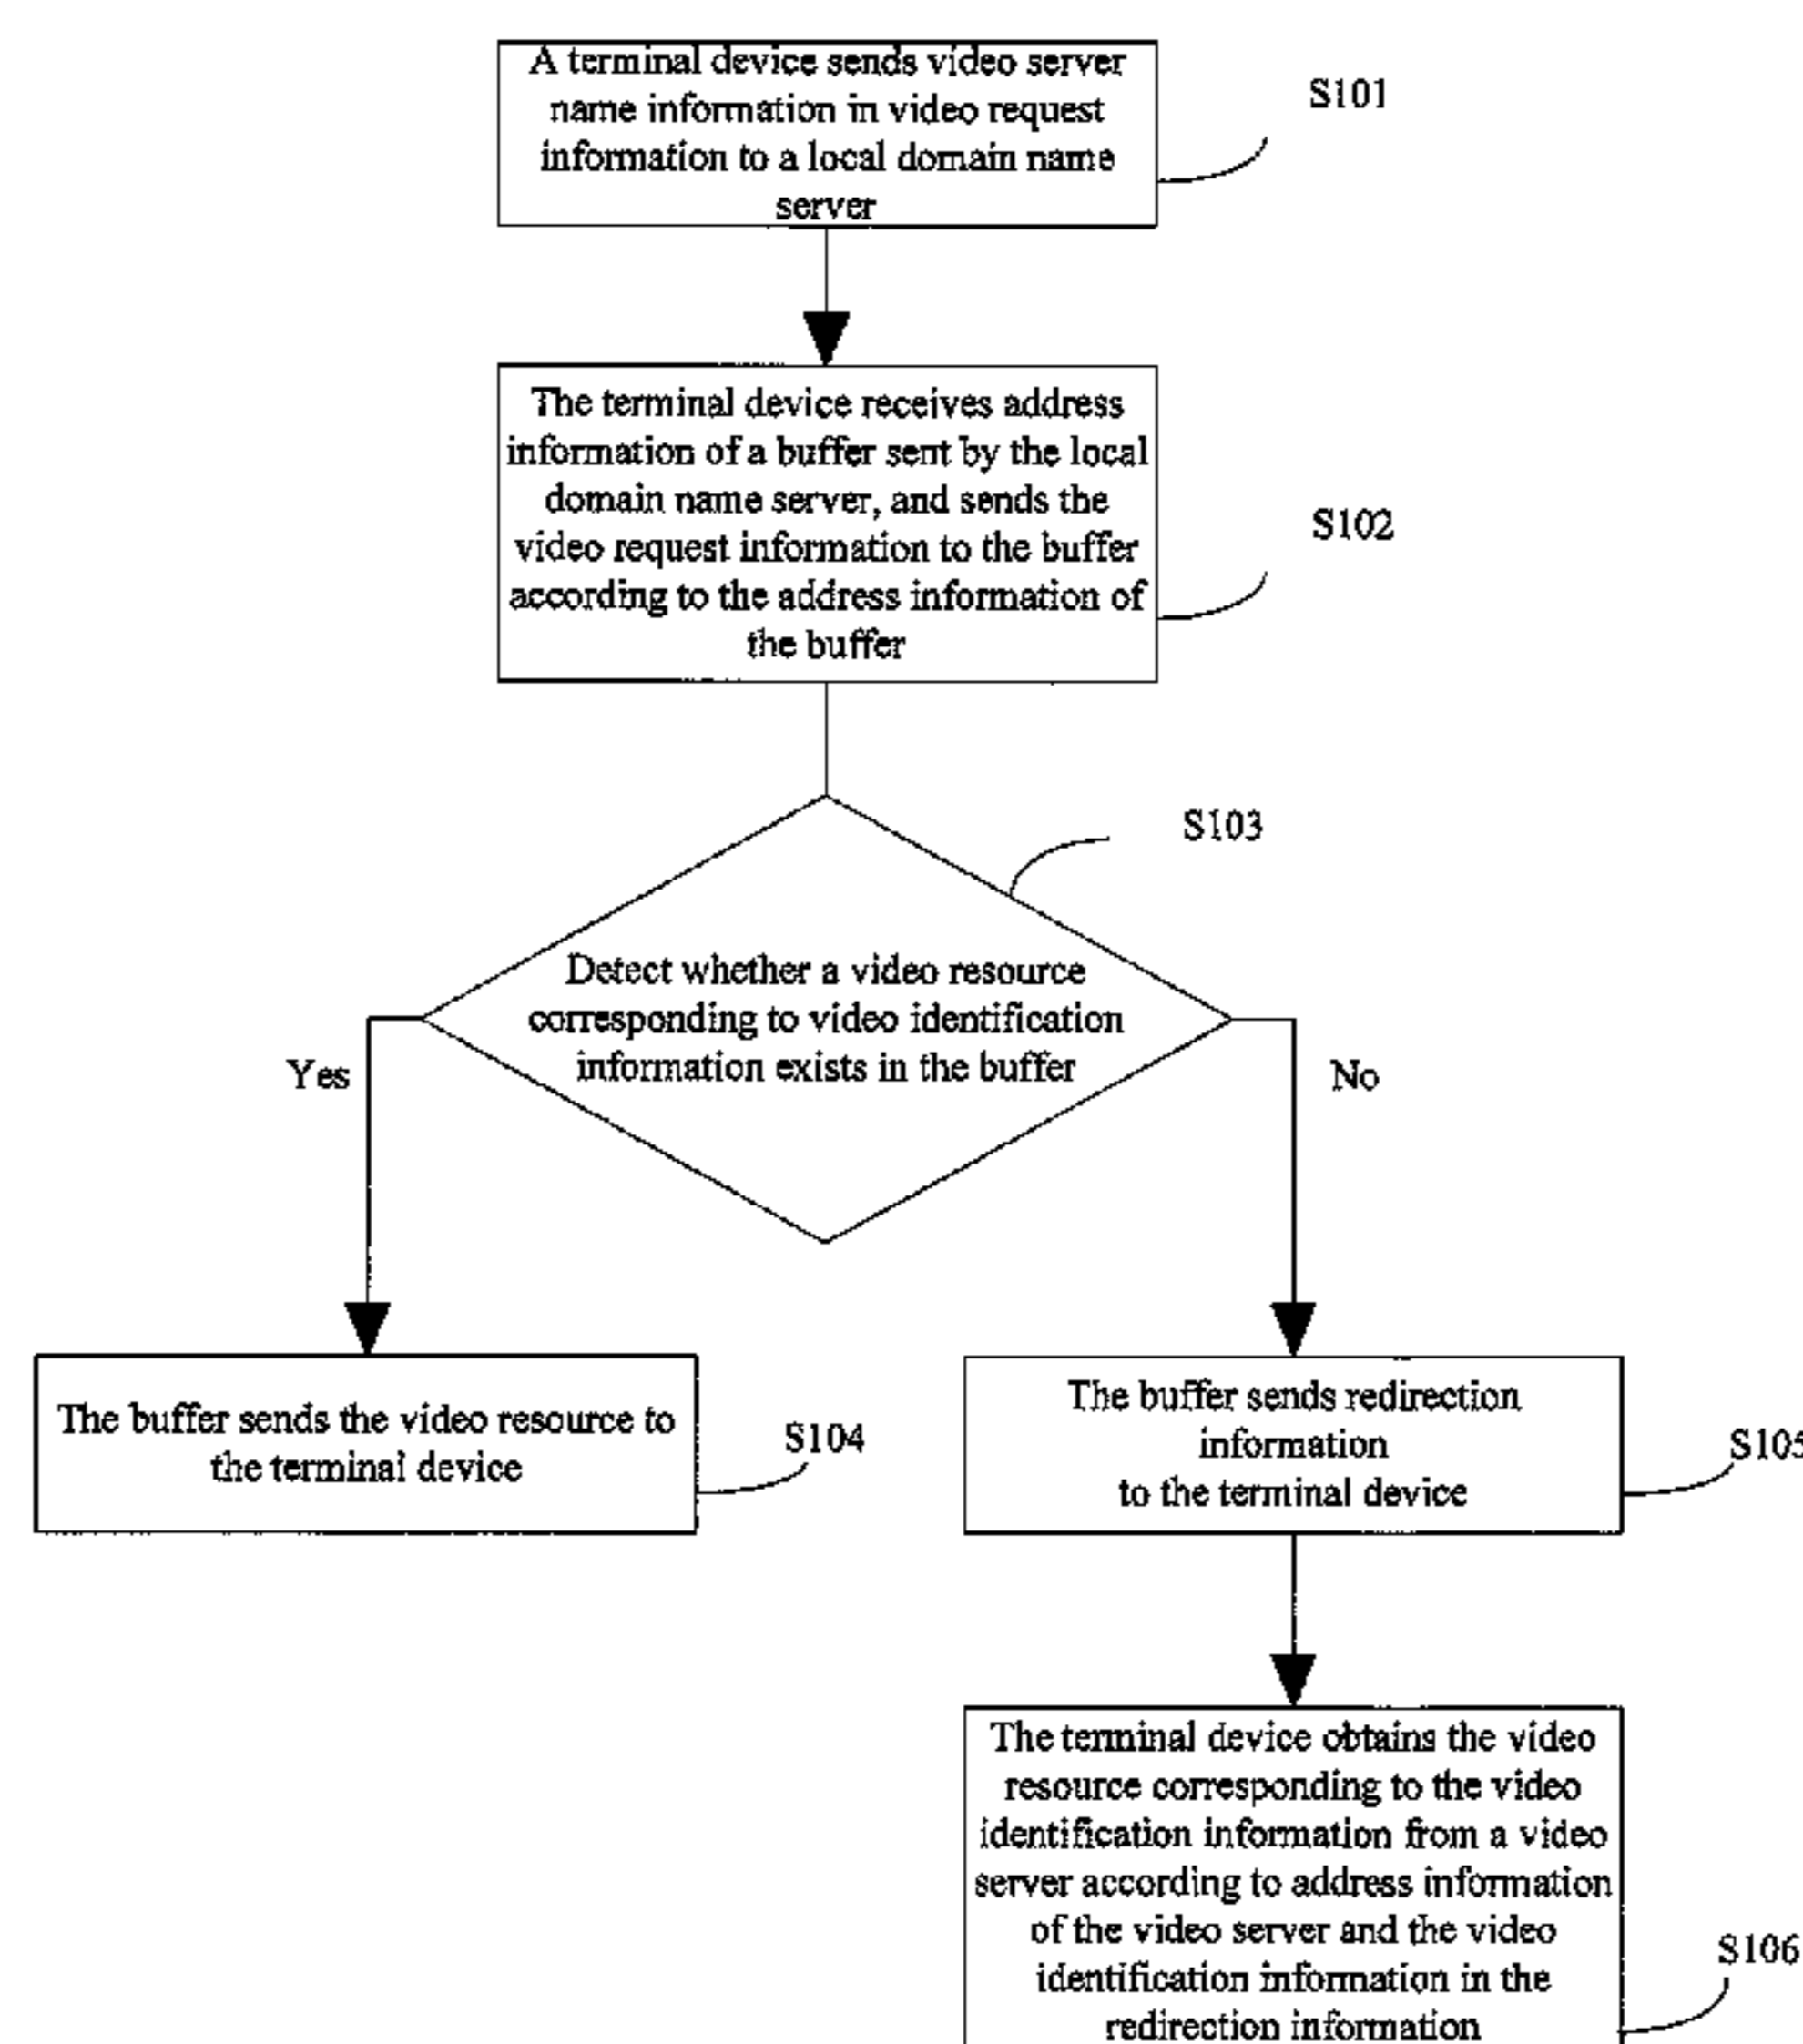 A terminal device sends video server
name information in video request
information to a local domain name
server
S101
The terminal device receives address
information of a buffer sent by the local
domain name server, and sends the
video request information to the buffer
according to the address information of
the buffer
S102
S103
Detect whether a video resource
corresponding to video identification
information exists in the buffer
Yes
No
The buffer sends the video resource to
the terminal device
S104
The buffer sends redirection
information
to the terminal device
S105
The terminal device obtains the video
resource corresponding to the video
identification information from a video
server according to address information
of the video server and the video
identification information in the
redirection information
S106